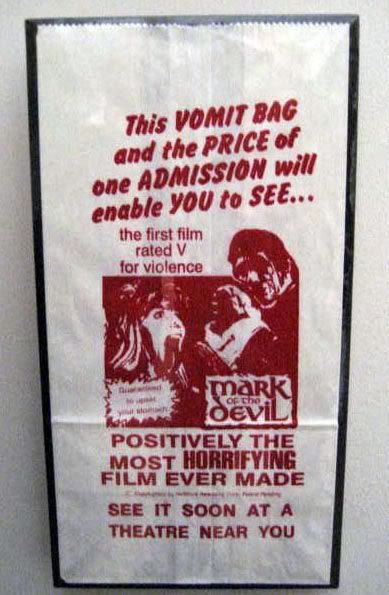 This VOMIT BAG
and the PRICE of
one ADMISSION will
enable YOU to SEE...
the first film
rated V
for violence
Guaranteed
to upset
your stomach
mark
of the
devil
POSITIVELY THE
MOST HORRIFYING
FILM EVER MADE
SEE IT SOON AT A
THEATRE NEAR YOU